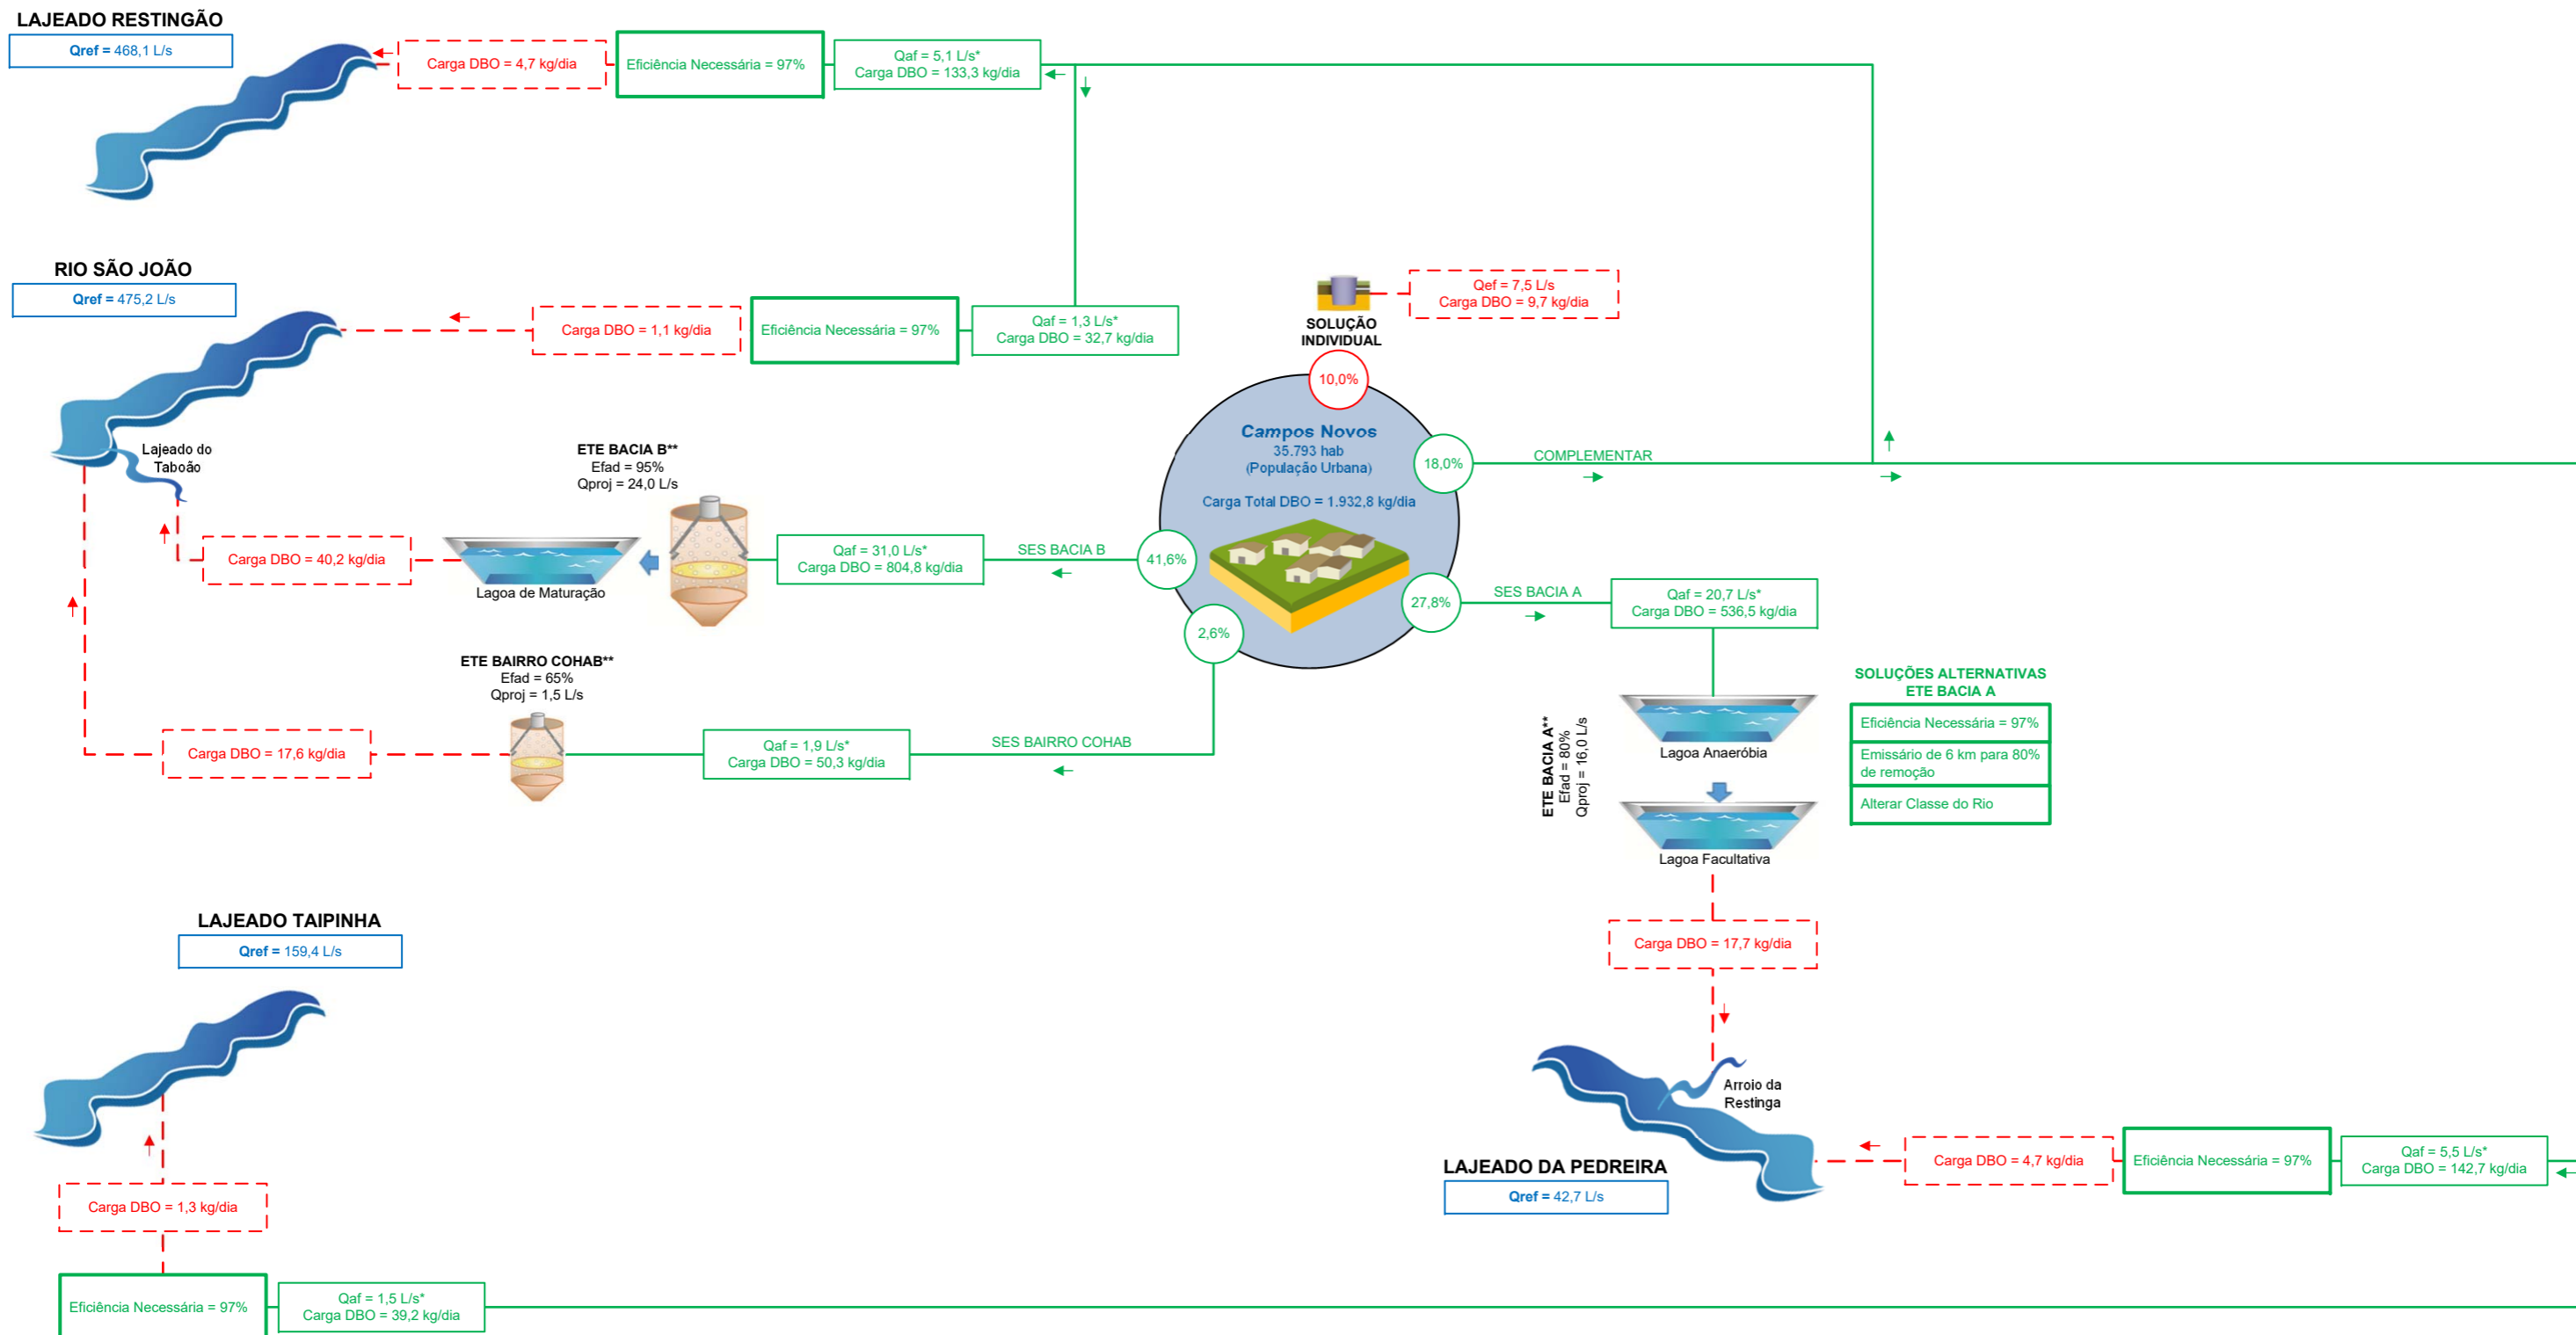 LAJEADO RESTINGÃO
Qref = 468,1 L/s
Carga DBO = 4,7 kg/dia
Eficiência Necessária = 97%
Qaf = 5,1 L/s*
Carga DBO = 133,3 kg/dia
RIO SÃO JOÃO
Qref = 475,2 L/s
Carga DBO = 1,1 kg/dia
Eficiência Necessária = 97%
Qaf = 1,3 L/s*
Carga DBO = 32,7 kg/dia
SOLUÇÃO
INDIVIDUAL
Qef = 7,5 L/s
Carga DBO = 9,7 kg/dia
10,0%
Campos Novos
35.793 hab
(População Urbana)
Carga Total DBO = 1.932,8 kg/dia
18,0%
COMPLEMENTAR
Lajeado do
Taboão
ETE BACIA B**
Efad = 95%
Qproj = 24,0 L/s
Carga DBO = 40,2 kg/dia
Lagoa de Maturação
Qaf = 31,0 L/s*
Carga DBO = 804,8 kg/dia
SES BACIA B
41,6%
27,8%
SES BACIA A
Qaf = 20,7 L/s*
Carga DBO = 536,5 kg/dia
2,6%
ETE BAIRRO COHAB**
Efad = 65%
Qproj = 1,5 L/s
Carga DBO = 17,6 kg/dia
Qaf = 1,9 L/s*
Carga DBO = 50,3 kg/dia
SES BAIRRO COHAB
ETE BACIA A**
Efad = 80%
Qproj = 16,0 L/s
Lagoa Anaeróbia
Lagoa Facultativa
SOLUÇÕES ALTERNATIVAS
ETE BACIA A
Eficiência Necessária = 97%
Emissário de 6 km para 80%
de remoção
Alterar Classe do Rio
Carga DBO = 17,7 kg/dia
LAJEADO TAIPINHA
Qref = 159,4 L/s
Arroio da
Restinga
LAJEADO DA PEDREIRA
Qref = 42,7 L/s
Carga DBO = 4,7 kg/dia
Eficiência Necessária = 97%
Qaf = 5,5 L/s*
Carga DBO = 142,7 kg/dia
Carga DBO = 1,3 kg/dia
Eficiência Necessária = 97%
Qaf = 1,5 L/s*
Carga DBO = 39,2 kg/dia